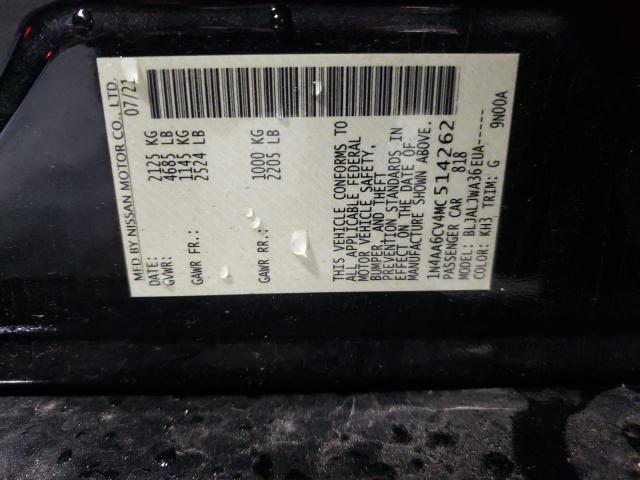 MFD BY NISSAN MOTOR CO., LTD.
DATE: 07/21
GVWR: 2125 KG
4685 LB
GAWR FR.: 1145 KG
2524 LB
GAWR RR.: 1000 KG
2205 LB
THIS VEHICLE CONFORMS TO
ALL APPLICABLE FEDERAL
MOTOR VEHICLE SAFETY,
BUMPER, AND THEFT
PREVENTION STANDARDS IN
EFFECT ON THE DATE OF
MANUFACTURE SHOWN ABOVE.
1N4AA6CV4MC514262
PASSENGER CAR 818
MODEL: BLJALJWA36EUA-----
COLOR: KH3 TRIM: G 9N00A